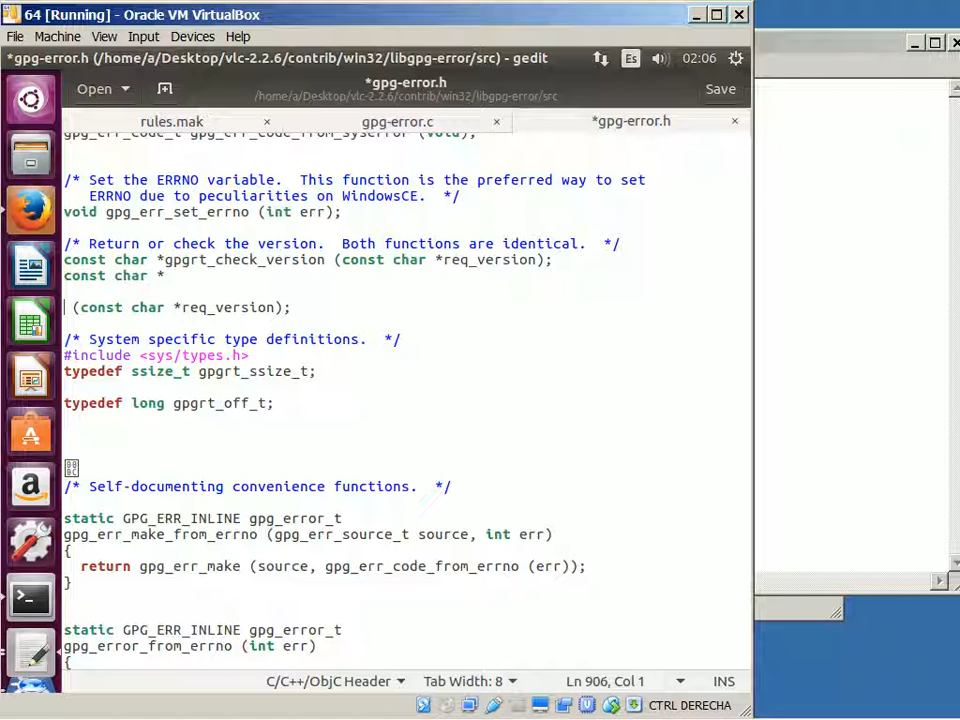 64 [Running] - Oracle VM VirtualBox
File Machine View Input Devices Help
*gpg-error.h (/home/a/Desktop/vlc-2.2.6/contrib/win32/libgpg-error/src) - gedit
Es
02:06
Open
*gpg-error.h
/home/a/Desktop/vlc-2.2.6/contrib/win32/libgpg-error/src
Save
rules.mak ×
gpg-error.c ×
*gpg-error.h ×
gpg_err_code_t gpg_err_code_from_syserror (void);
/* Set the ERRNO variable.  This function is the preferred way to set
   ERRNO due to peculiarities on WindowsCE.  */
void gpg_err_set_errno (int err);
/* Return or check the version.  Both functions are identical.  */
const char *gpgrt_check_version (const char *req_version);
const char *
 (const char *req_version);
/* System specific type definitions.  */
#include <sys/types.h>
typedef ssize_t gpgrt_ssize_t;
typedef long gpgrt_off_t;
00
0C
/* Self-documenting convenience functions.  */
static GPG_ERR_INLINE gpg_error_t
gpg_err_make_from_errno (gpg_err_source_t source, int err)
{
  return gpg_err_make (source, gpg_err_code_from_errno (err));
}
static GPG_ERR_INLINE gpg_error_t
gpg_error_from_errno (int err)
{
C/C++/ObjC Header
Tab Width: 8
Ln 906, Col 1
INS
CTRL DERECHA